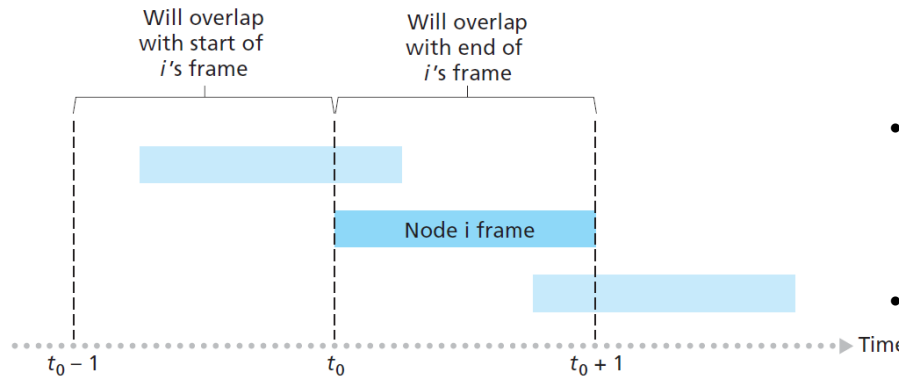 Will overlap
with start of
i's frame
Will overlap
with end of
i's frame
Node i frame
t₀ – 1
t₀
t₀ + 1
Time